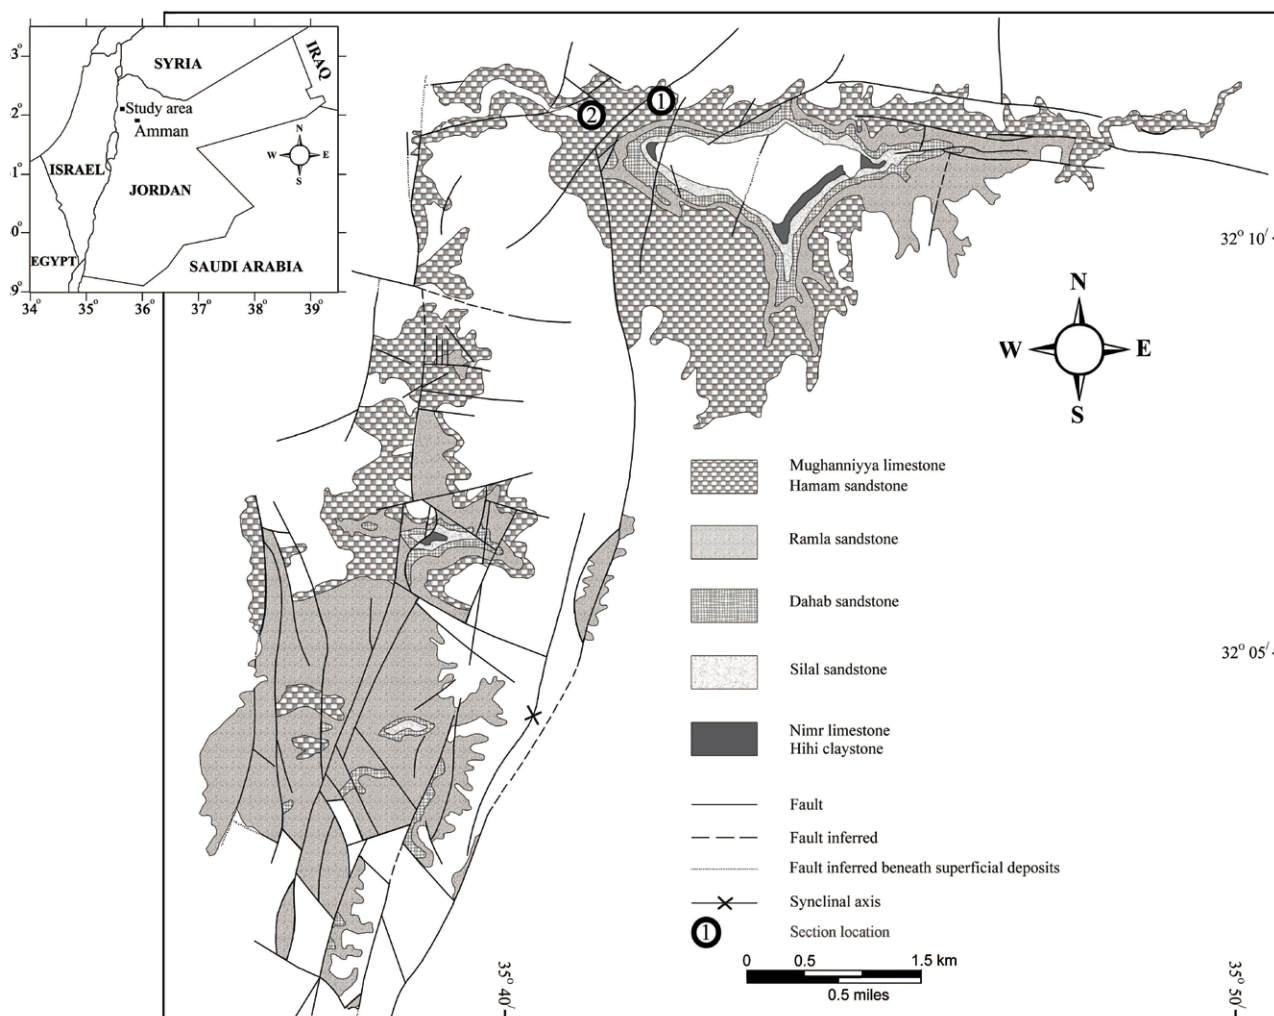 3°
2°
1°
0°
9°
34°
35°
36°
37°
38°
39°
SYRIA
IRAQ
Study area
Amman
ISRAEL
JORDAN
EGYPT
SAUDI ARABIA
N
W
E
S
1
2
32° 10/
N
W
E
S
Mughanniyya limestone
Hamam sandstone
Ramla sandstone
Dahab sandstone
Silal sandstone
32° 05/
Nimr limestone
Hihi claystone
Fault
Fault inferred
Fault inferred beneath superficial deposits
Synclinal axis
1
Section location
0
0.5
1.5 km
0.5 miles
35° 40/
35° 50/